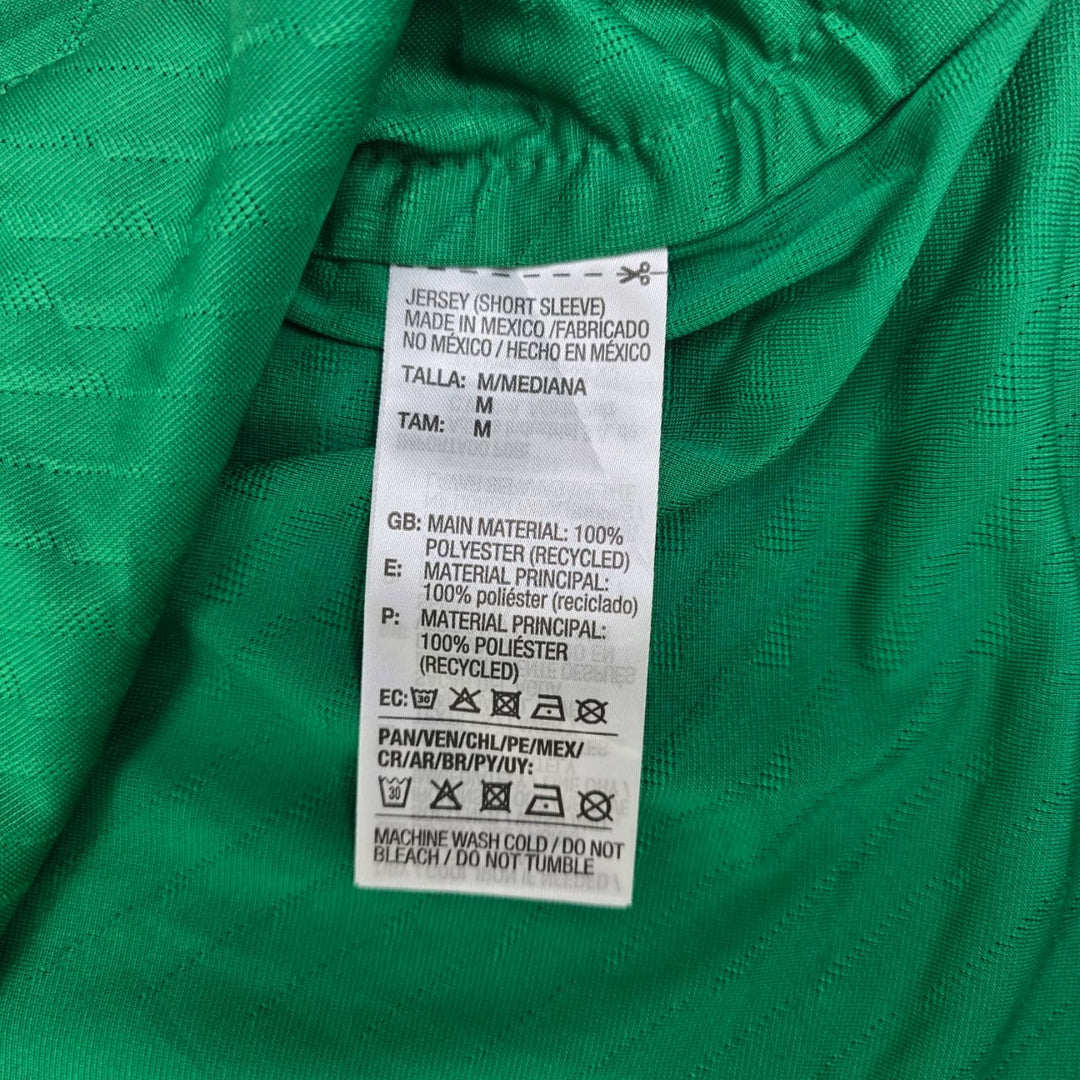 JERSEY (SHORT SLEEVE)
MADE IN MEXICO /FABRICADO
NO MÉXICO / HECHO EN MÉXICO
TALLA: M/MEDIANA
M
TAM: M
GB: MAIN MATERIAL: 100%
POLYESTER (RECYCLED)
E: MATERIAL PRINCIPAL:
100% poliéster (reciclado)
P: MATERIAL PRINCIPAL:
100% POLIÉSTER
(RECYCLED)
EC: 30
PAN/VEN/CHL/PE/MEX/
CR/AR/BR/PY/UY:
30
MACHINE WASH COLD / DO NOT
BLEACH / DO NOT TUMBLE